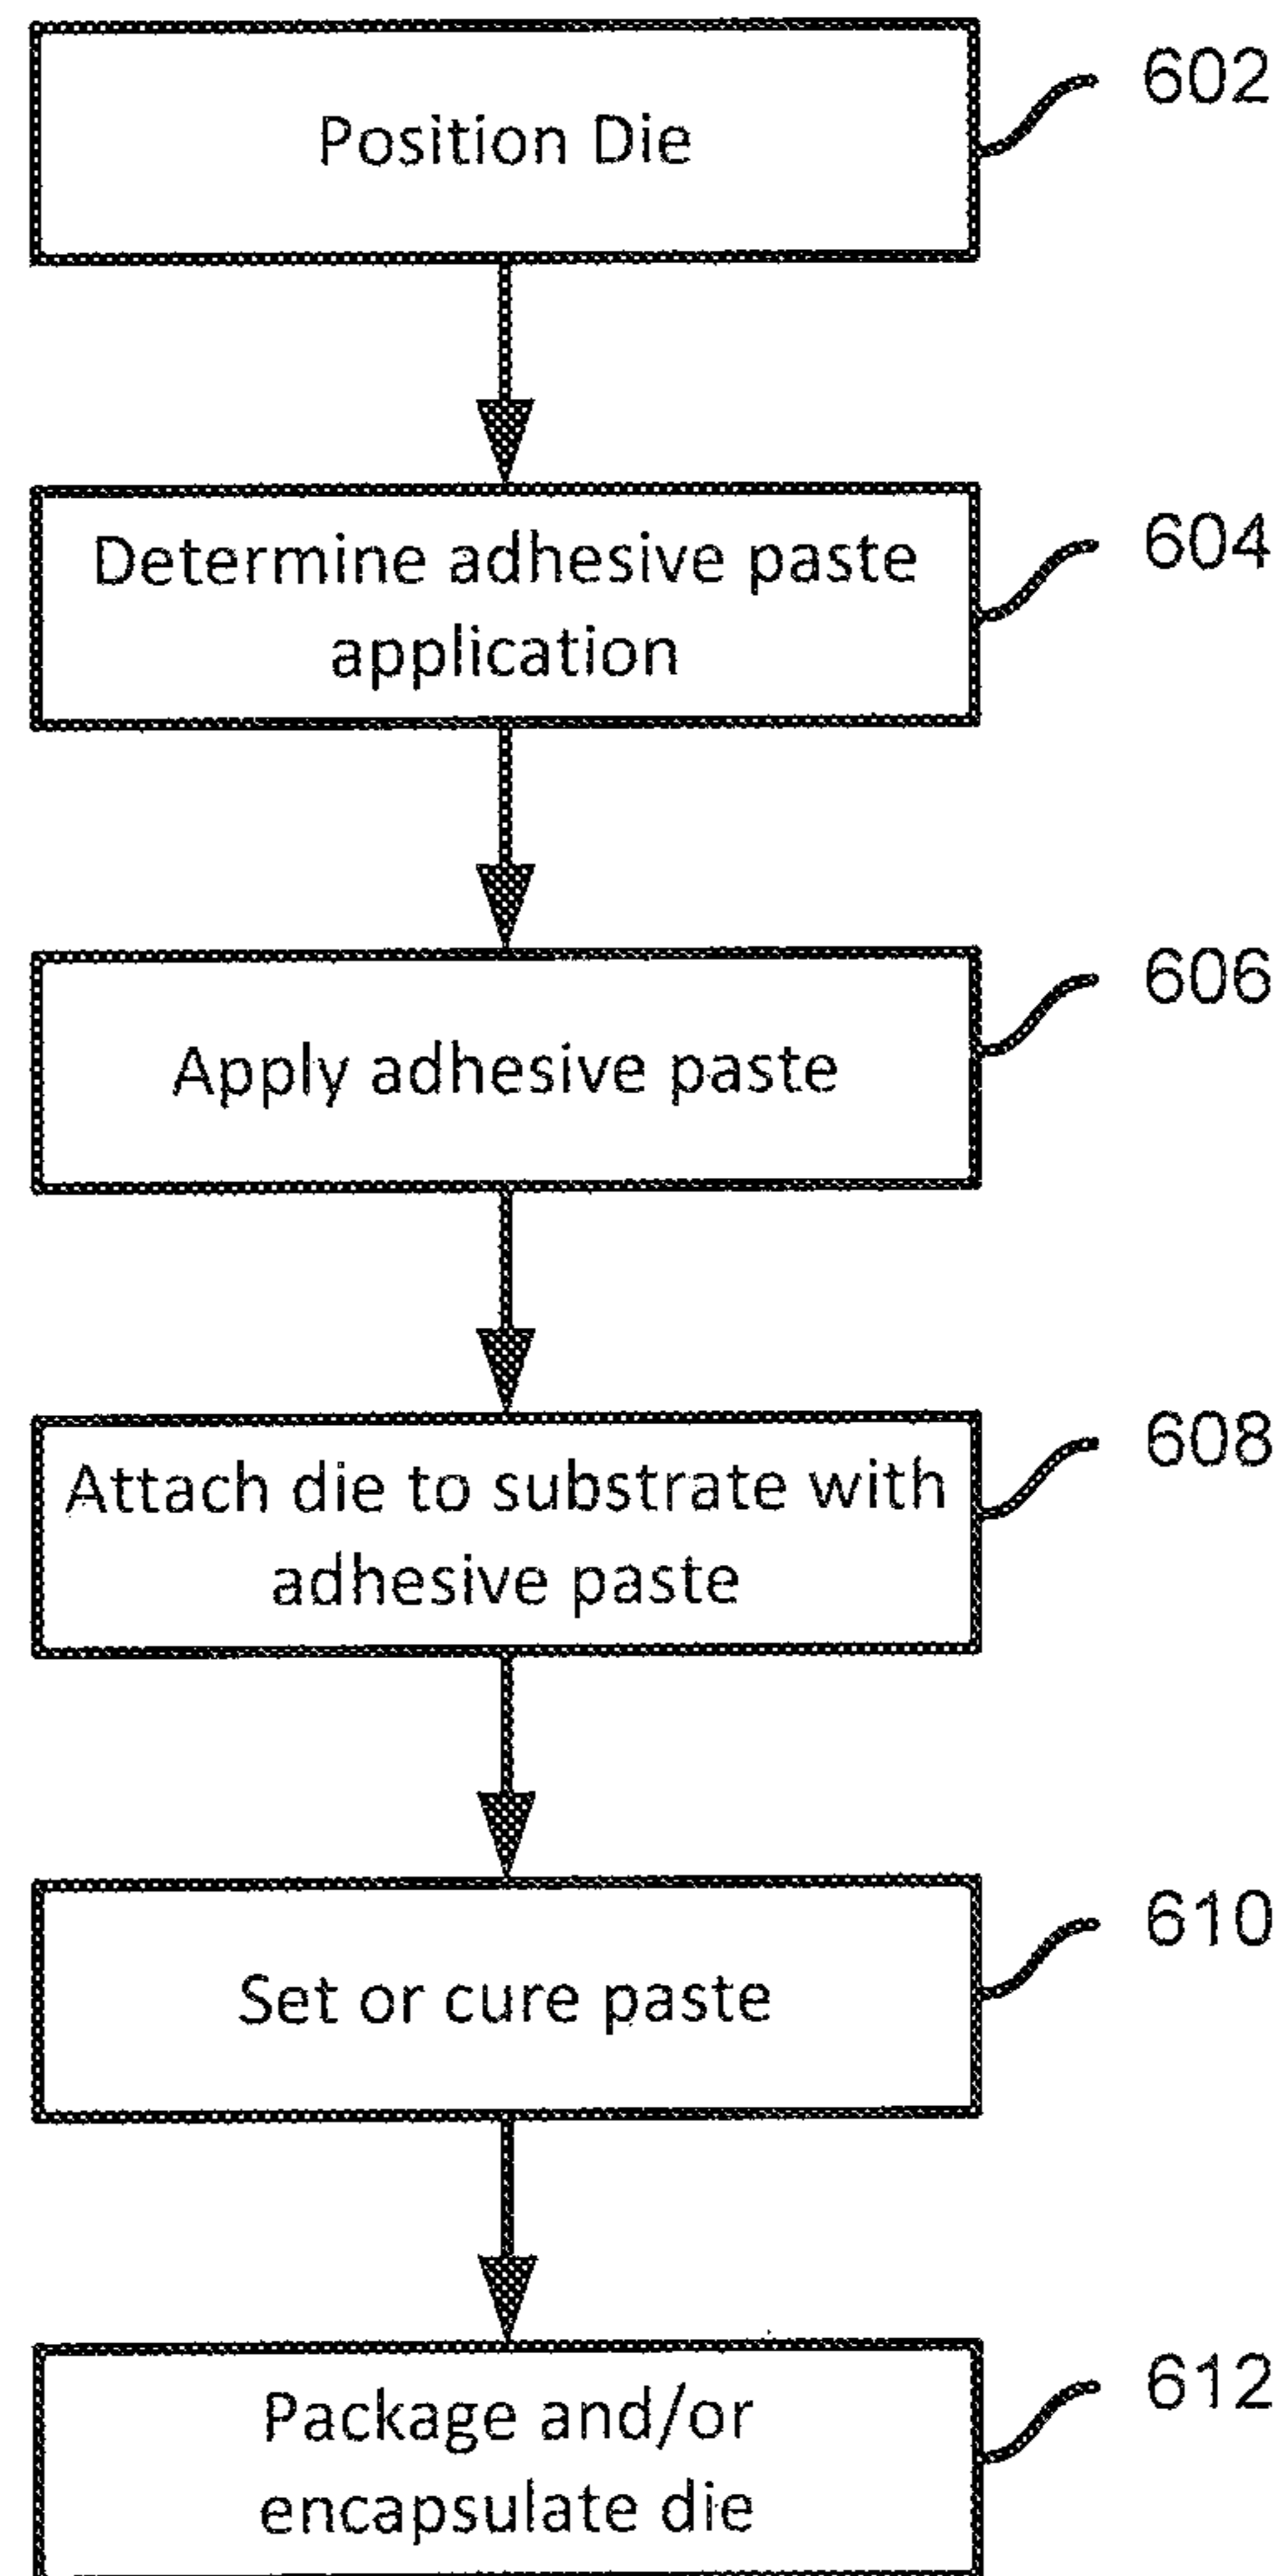 Position Die
602
Determine adhesive paste
application
604
Apply adhesive paste
606
Attach die to substrate with
adhesive paste
608
Set or cure paste
610
Package and/or
encapsulate die
612